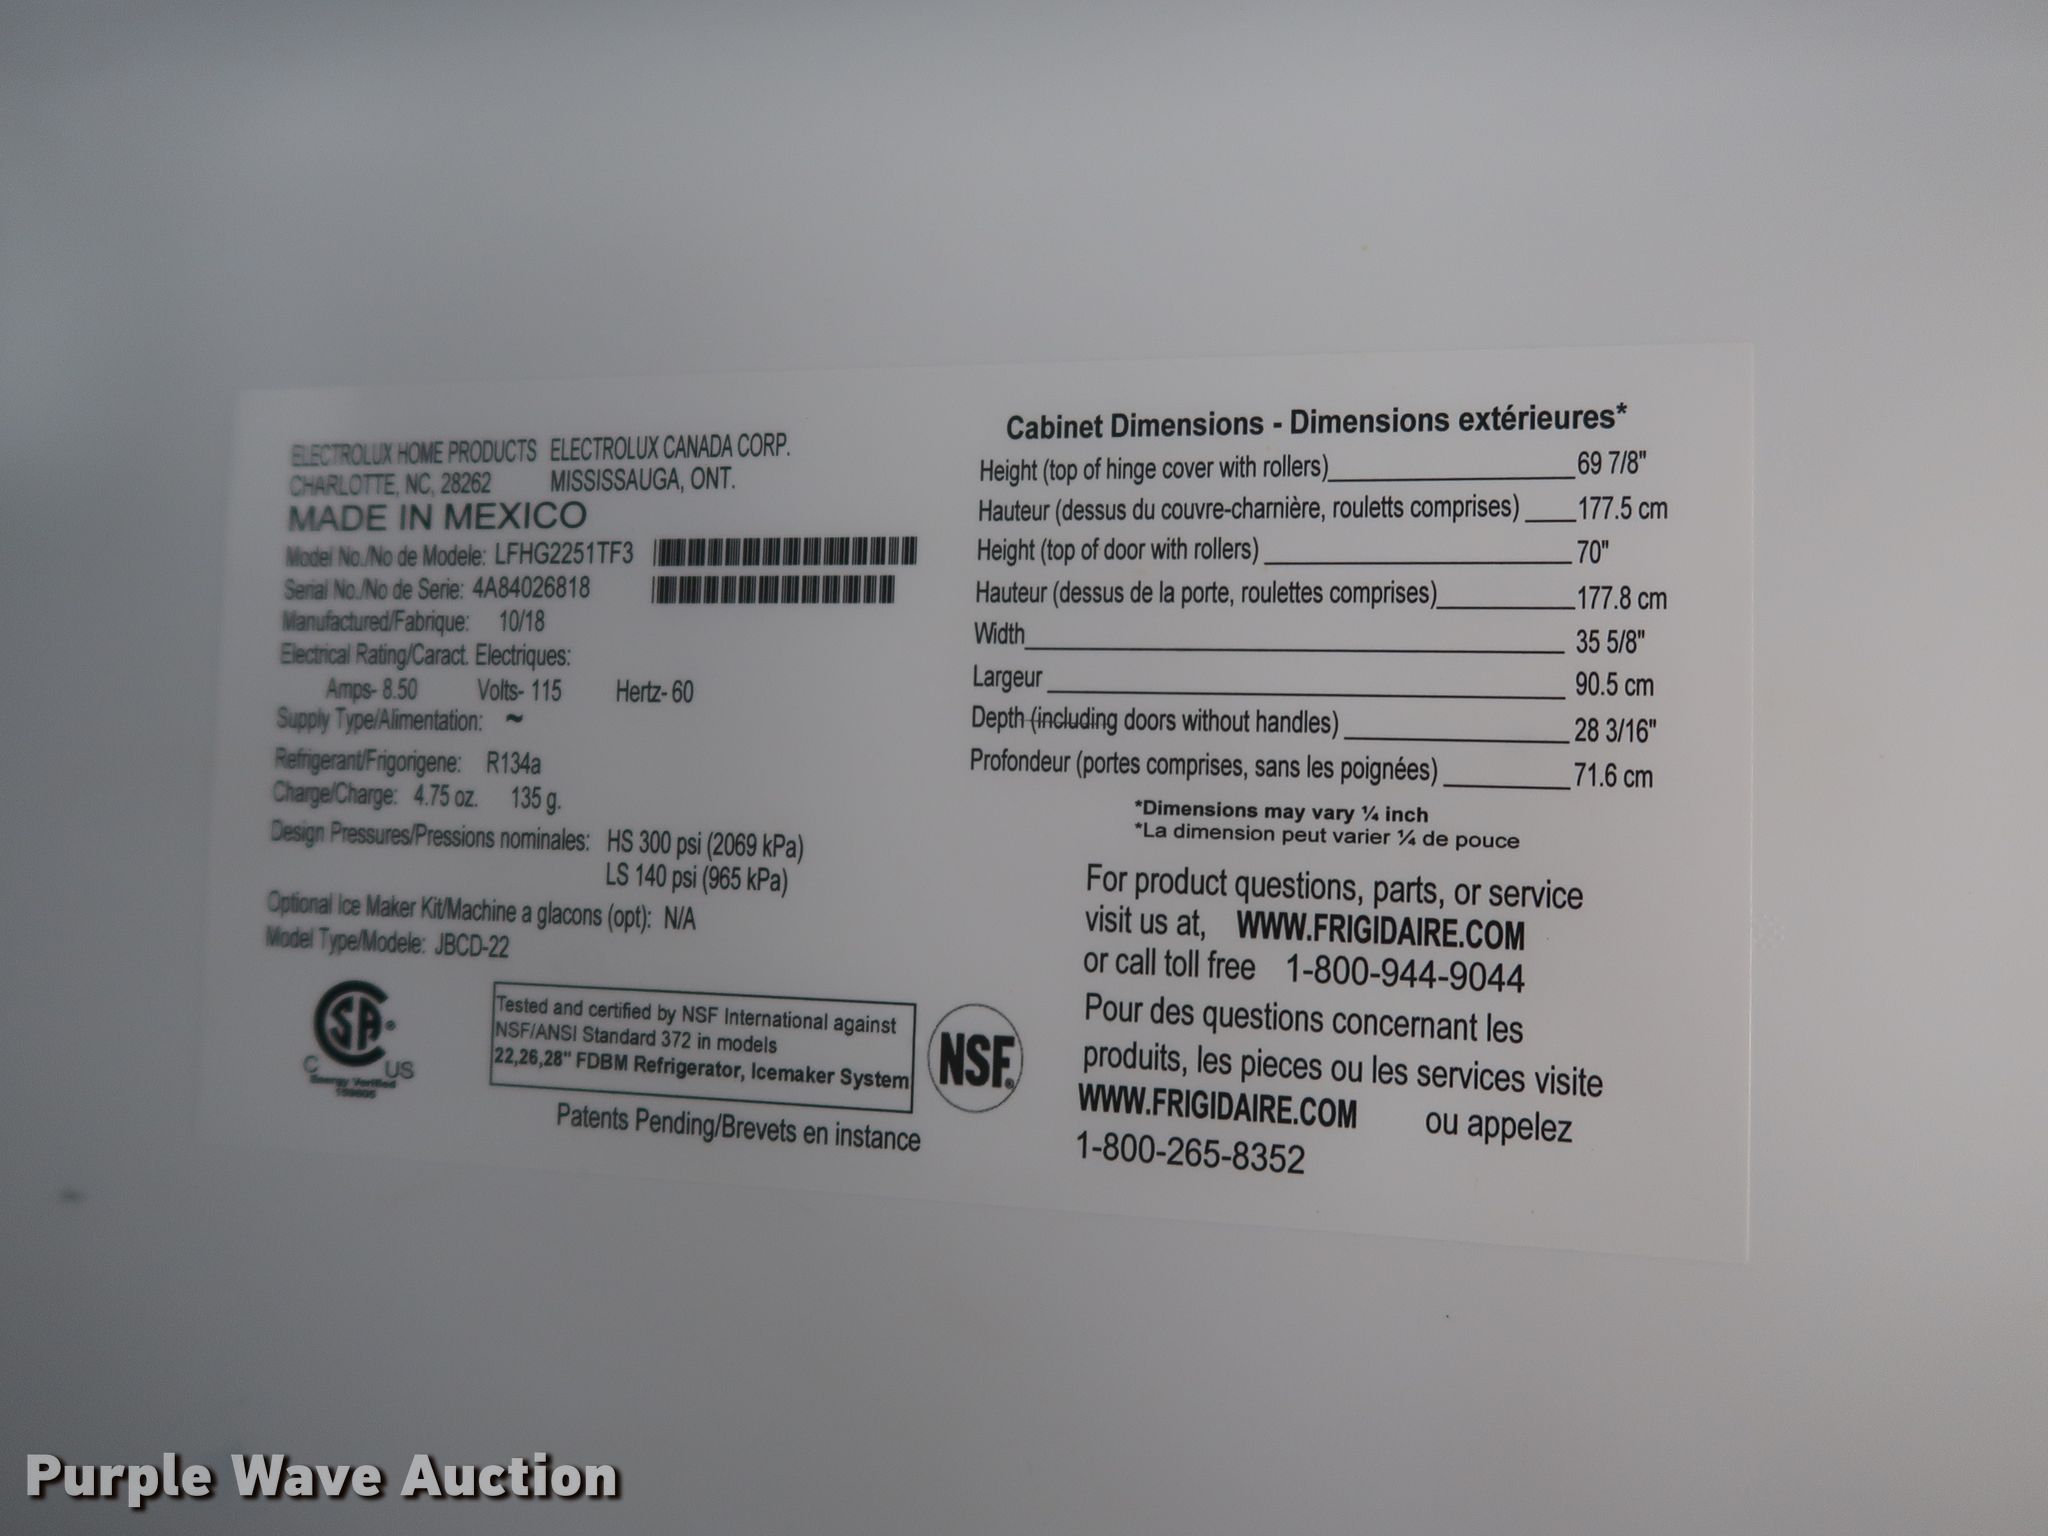 ELECTROLUX HOME PRODUCTS ELECTROLUX CANADA CORP.
CHARLOTTE, NC, 28262 MISSISSAUGA, ONT.
MADE IN MEXICO
Model No./No de Modele: LFHG2251TF3
Serial No./No de Serie: 4A84026818
Manufactured/Fabrique: 10/18
Electrical Rating/Caract. Electriques:
Amps- 8.50 Volts- 115 Hertz- 60
Supply Type/Alimentation: ~
Refrigerant/Frigorigene: R134a
Charge/Charge: 4.75 oz. 135 g.
Design Pressures/Pressions nominales: HS 300 psi (2069 kPa)
LS 140 psi (965 kPa)
Optional Ice Maker Kit/Machine a glacons (opt): N/A
Model Type/Modele: JBCD-22
SA®
C US
Energy Verified
Tested and certified by NSF International against
NSF/ANSI Standard 372 in models
22,26,28" FDBM Refrigerator, Icemaker System
NSF®
Patents Pending/Brevets en instance
Cabinet Dimensions - Dimensions extérieures*
Height (top of hinge cover with rollers) 69 7/8"
Hauteur (dessus du couvre-charnière, rouletts comprises) 177.5 cm
Height (top of door with rollers) 70"
Hauteur (dessus de la porte, roulettes comprises) 177.8 cm
Width 35 5/8"
Largeur 90.5 cm
Depth (including doors without handles) 28 3/16"
Profondeur (portes comprises, sans les poignées) 71.6 cm
*Dimensions may vary ¼ inch
*La dimension peut varier ¼ de pouce
For product questions, parts, or service
visit us at, WWW.FRIGIDAIRE.COM
or call toll free 1-800-944-9044
Pour des questions concernant les
produits, les pieces ou les services visite
WWW.FRIGIDAIRE.COM ou appelez
1-800-265-8352
Purple Wave Auction